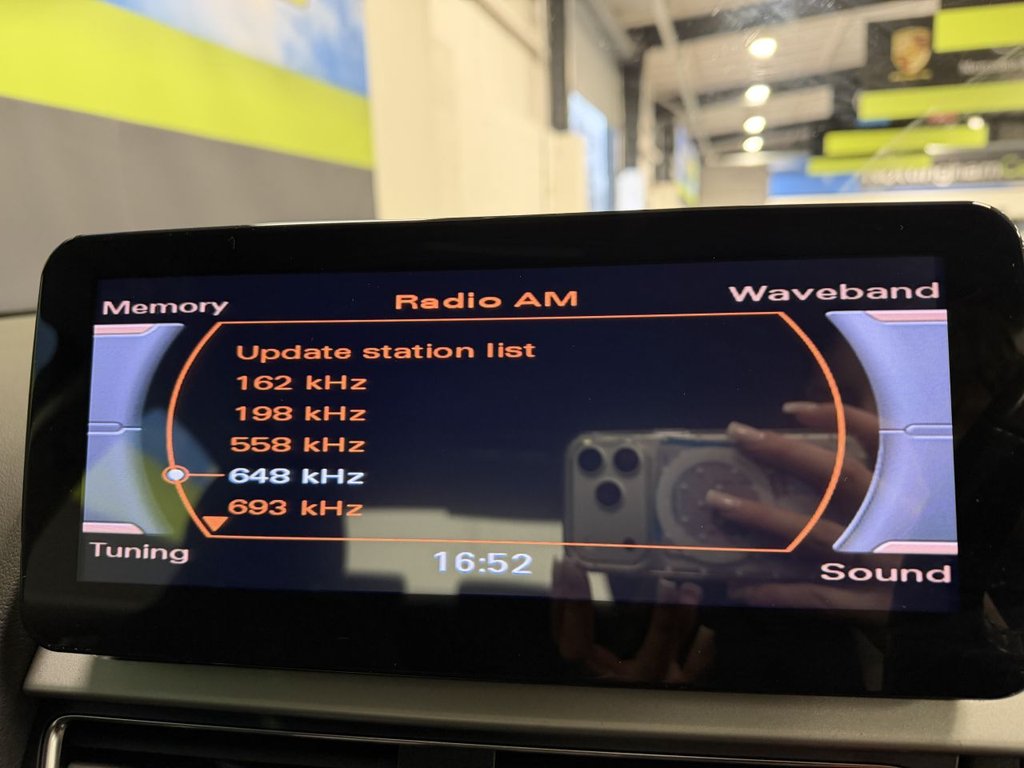 Memory
Radio AM
Waveband
Update station list
162 kHz
198 kHz
558 kHz
648 kHz
693 kHz
Tuning
16:52
Sound